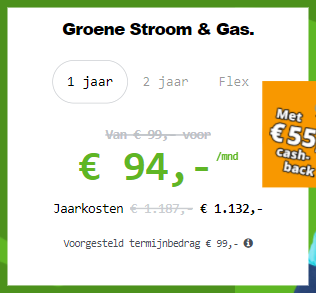 Groene Stroom & Gas.
1 jaar 2 jaar Flex
Van € 99,- voor
€ 94,- /mnd
Jaarkosten € 1.187,- € 1.132,-
Voorgesteld termijnbedrag € 99,-
Met
€55
cash-
back